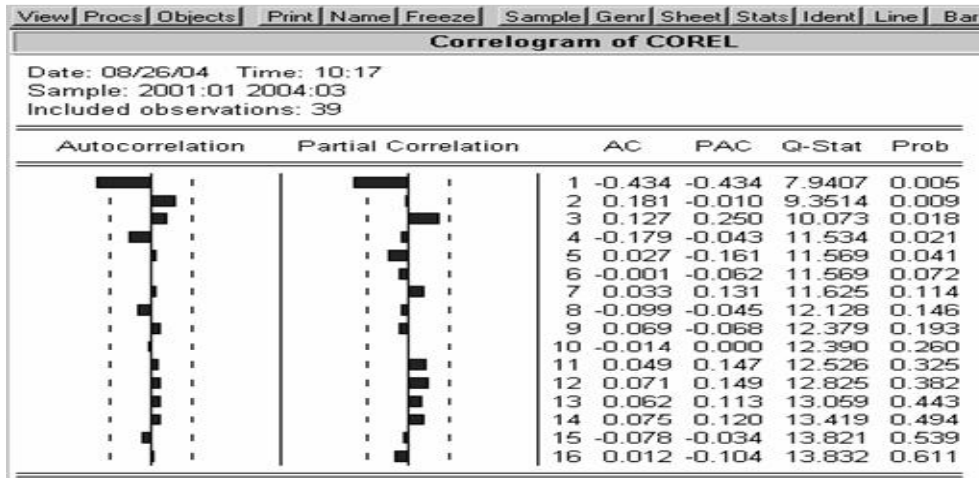 View Procs Objects Print Name Freeze Sample Genr Sheet Stats Ident Line Bar
Correlogram of COREL
Date: 08/26/04 Time: 10:17
Sample: 2001:01 2004:03
Included observations: 39
Autocorrelation Partial Correlation AC PAC Q-Stat Prob
1 -0.434 -0.434 7.9407 0.005
2 0.181 -0.010 9.3514 0.009
3 0.127 0.250 10.073 0.018
4 -0.179 -0.043 11.534 0.021
5 0.027 -0.161 11.569 0.041
6 -0.001 -0.062 11.569 0.072
7 0.033 0.131 11.625 0.114
8 -0.099 -0.045 12.128 0.146
9 0.069 -0.068 12.379 0.193
10 -0.014 0.000 12.390 0.260
11 0.049 0.147 12.526 0.325
12 0.071 0.149 12.825 0.382
13 0.062 0.113 13.059 0.443
14 0.075 0.120 13.419 0.494
15 -0.078 -0.034 13.821 0.539
16 0.012 -0.104 13.832 0.611